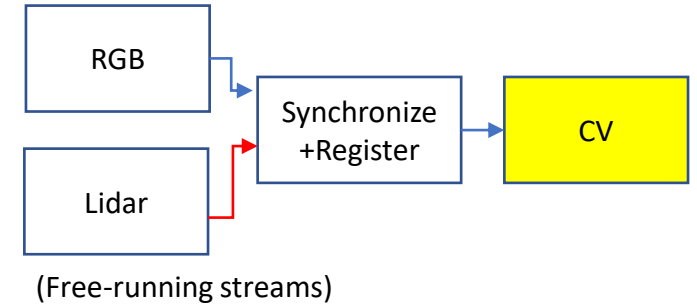 RGB
Synchronize
+Register
CV
Lidar
(Free-running streams)